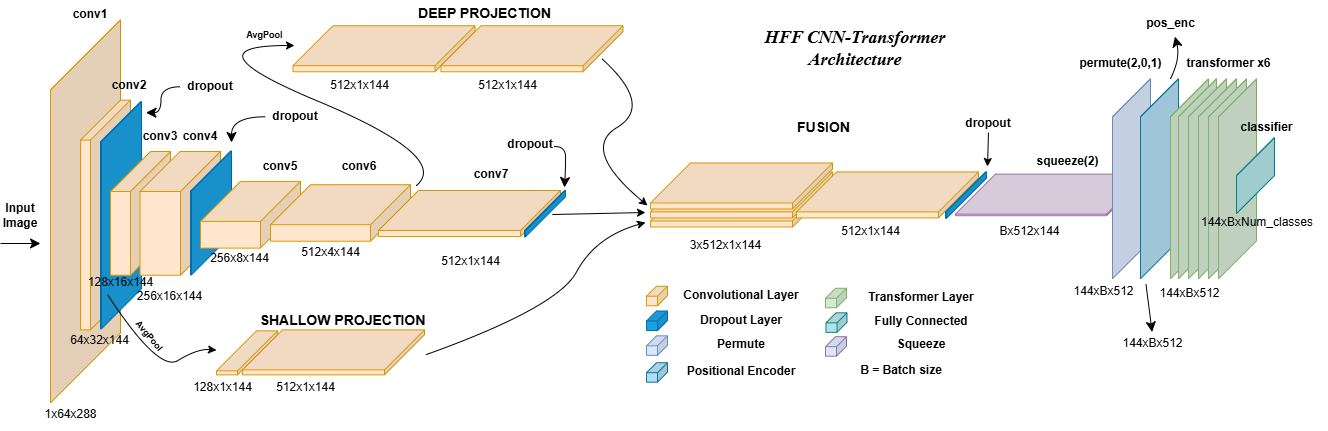 conv1
DEEP PROJECTION
AvgPool
512x1x144
512x1x144
HFF CNN-Transformer
Architecture
pos_enc
permute(2,0,1)
transformer x6
conv2
dropout
conv3
conv4
dropout
conv5
conv6
conv7
dropout
FUSION
dropout
squeeze(2)
classifier
Input
Image
128x16x144
256x16x144
256x8x144
512x4x144
512x1x144
3x512x1x144
512x1x144
Bx512x144
144xBxNum_classes
144xBx512
144xBx512
144xBx512
64x32x144
AvgPool
SHALLOW PROJECTION
128x1x144
512x1x144
1x64x288
Convolutional Layer
Dropout Layer
Permute
Positional Encoder
Transformer Layer
Fully Connected
Squeeze
B = Batch size